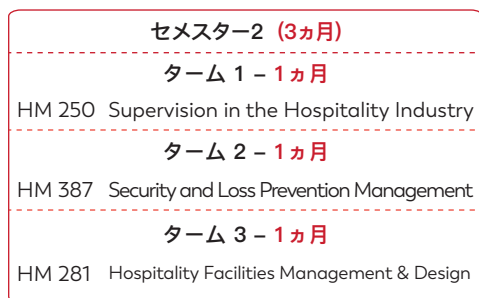 セメスター2 (3ヵ月)
ターム 1 – 1ヵ月
HM 250 Supervision in the Hospitality Industry
ターム 2 – 1ヵ月
HM 387 Security and Loss Prevention Management
ターム 3 – 1ヵ月
HM 281 Hospitality Facilities Management & Design